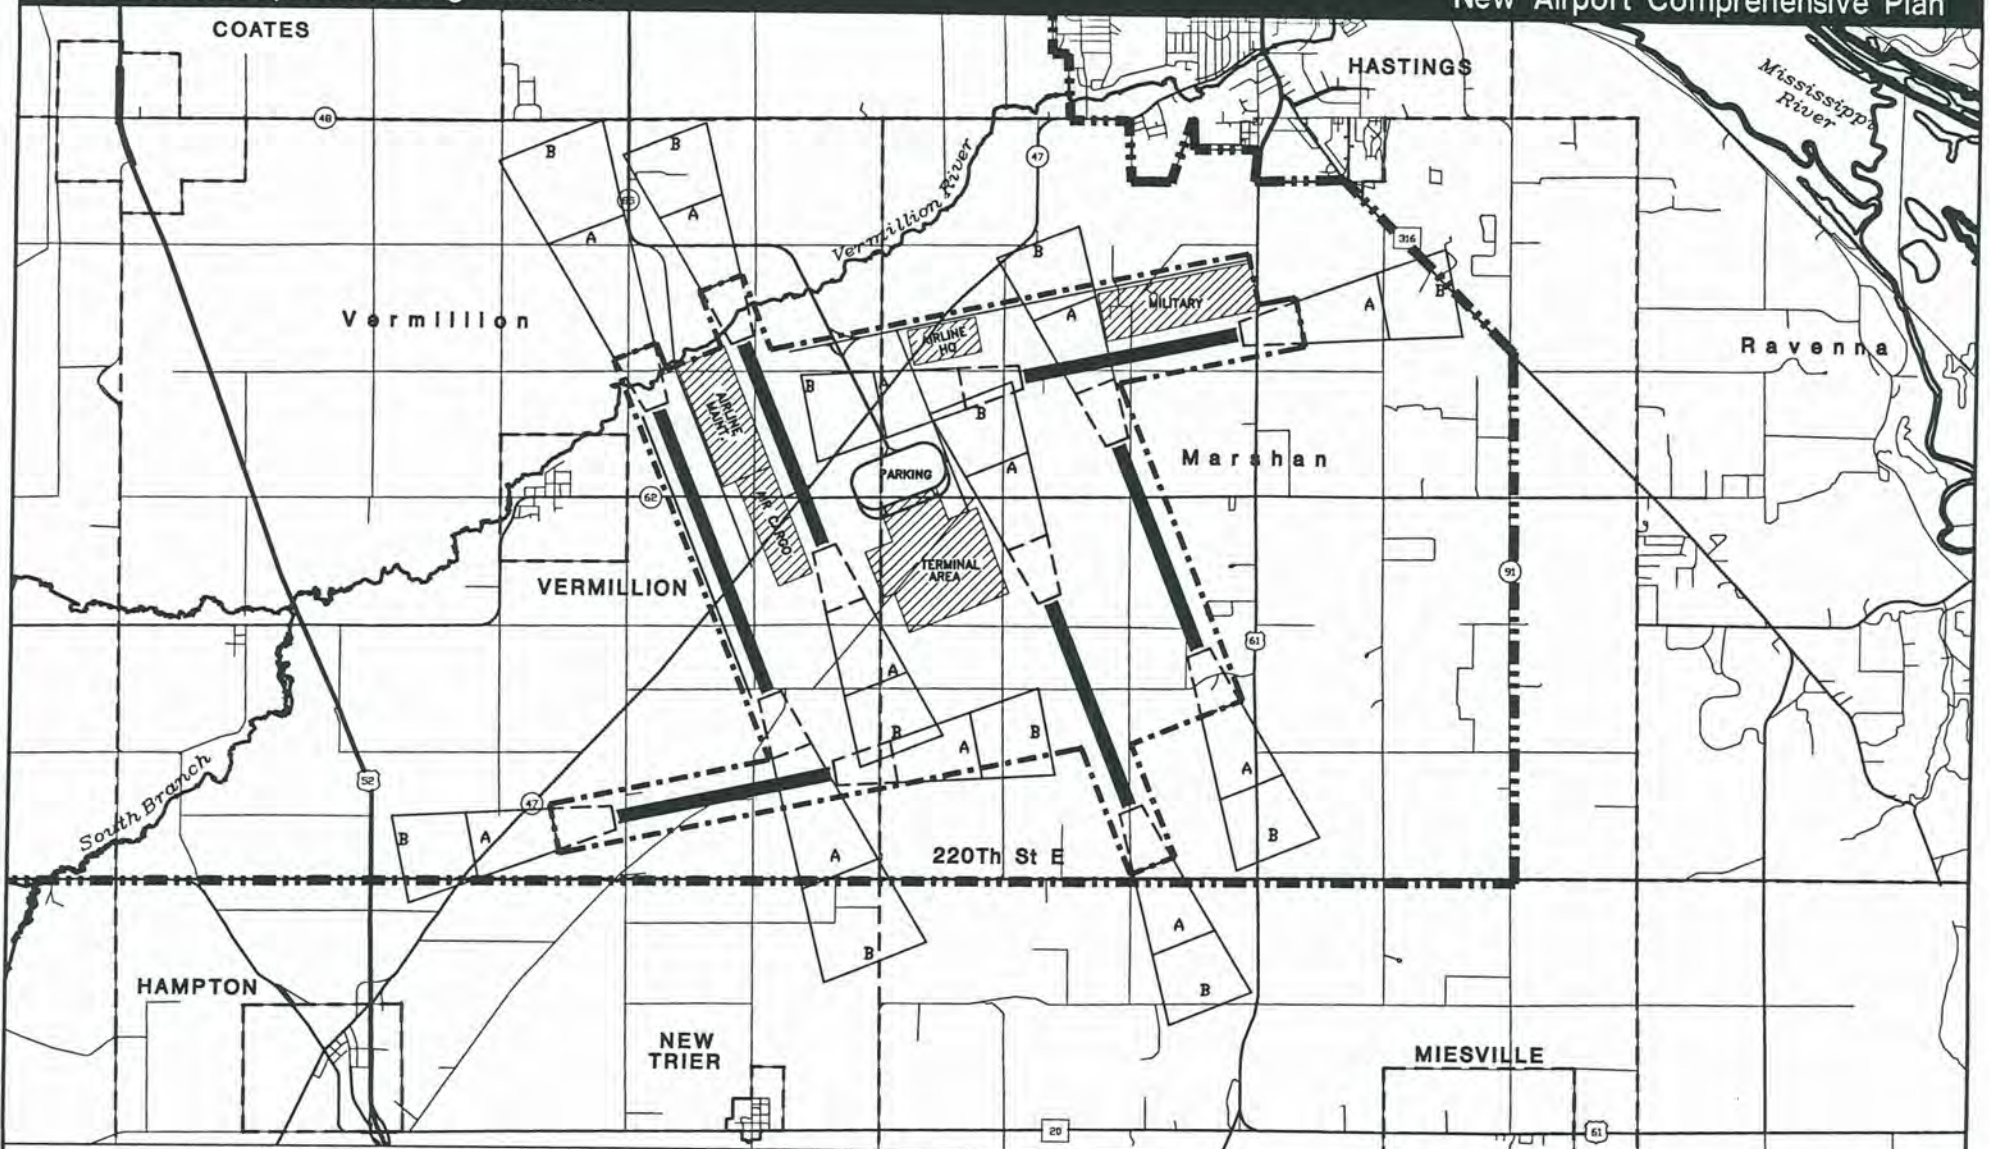 New Airport Comprehensive Plan
COATES
HASTINGS
Mississippi
River
48
B
B
47
66
A
A
Vermillion River
316
B
A
B
MILITARY
A
Vermillion
AIRLINE
HQ
Ravenna
B
A
B
AIRLINE
MAINT.
A
Marshan
PARKING
62
AIR CARGO
TERMINAL
AREA
91
VERMILLION
61
A
B
A
B
A
52
South Branch
47
B
A
B
A
220Th St E
A
B
A
B
HAMPTON
NEW
TRIER
MIESVILLE
20
61